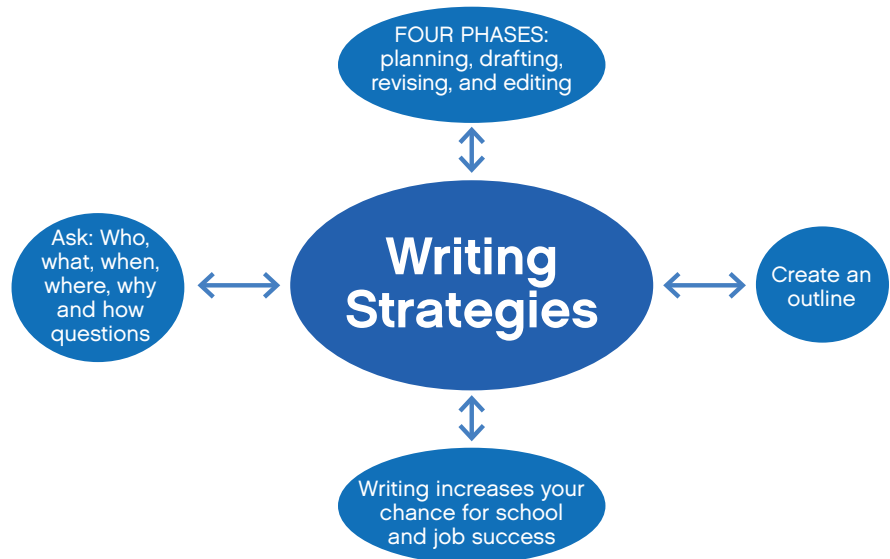 FOUR PHASES:
planning, drafting,
revising, and editing
Ask: Who,
what, when,
where, why
and how
questions
Writing
Strategies
Create an
outline
Writing increases your
chance for school
and job success